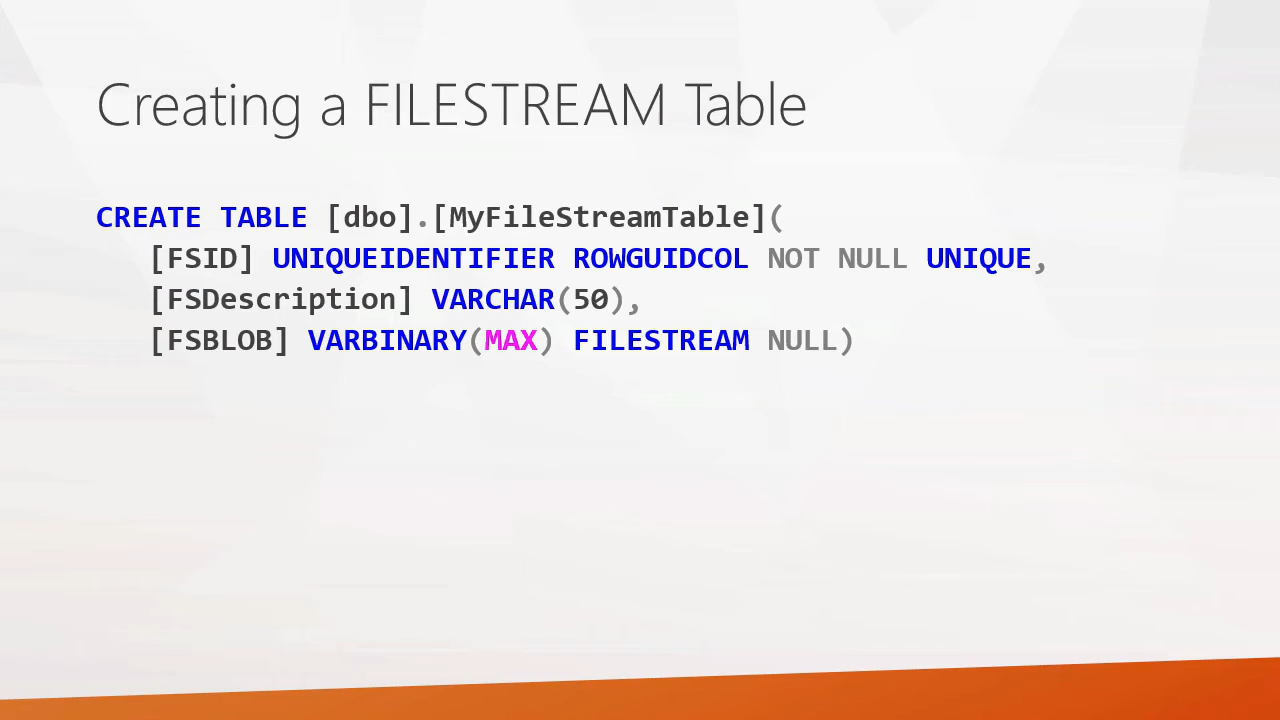 Creating a FILESTREAM Table
CREATE TABLE [dbo].[MyFileStreamTable](
[FSID] UNIQUEIDENTIFIER ROWGUIDCOL NOT NULL UNIQUE,
[FSDescription] VARCHAR(50),
[FSBLOB] VARBINARY(MAX) FILESTREAM NULL)